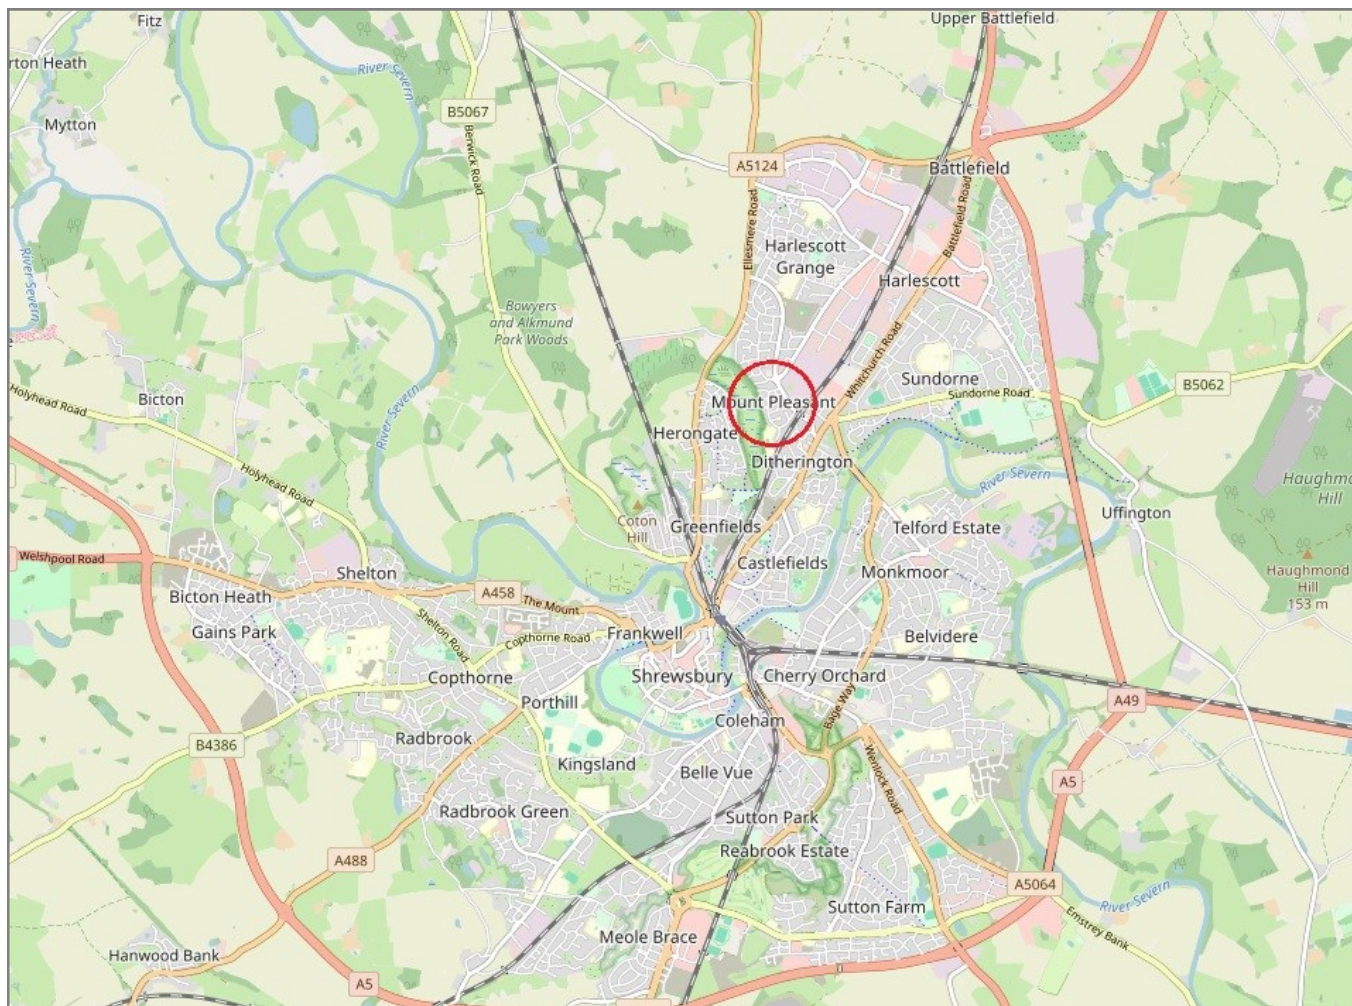 Fitz
Upper Battlefield
rton Heath
River Severn
B5067
Mytton
Berwick Road
A5124
Battlefield
Ellesmere Road
Battlefield Road
Harlescott
Grange
Harlescott
River Severn
Bowyers
and Alkmund
Park Woods
Whitchurch Road
Sundorne
B5062
Sundorne Road
Holyhead Road
Bicton
River Severn
Mount Pleasant
Herongate
Ditherington
Holyhead Road
River Severn
Haughmo
Hill
Uffington
Coton
Hill
Greenfields
Telford Estate
Welshpool Road
Shelton
Castlefields
Monkmoor
Haughmond
Hill
153 m
Bicton Heath
A458
The Mount
Gains Park
Shelton Road
Copthorne Road
Frankwell
Belvidere
Copthorne
Shrewsbury
Cherry Orchard
Porthill
A49
Coleham
Bage Way
Radbrook
B4386
Kingsland
Belle Vue
Wenlock Road
A5
Radbrook Green
Sutton Park
Reabrook Estate
A488
A5064
River Severn
Sutton Farm
Emstrey Bank
Meole Brace
Hanwood Bank
A5